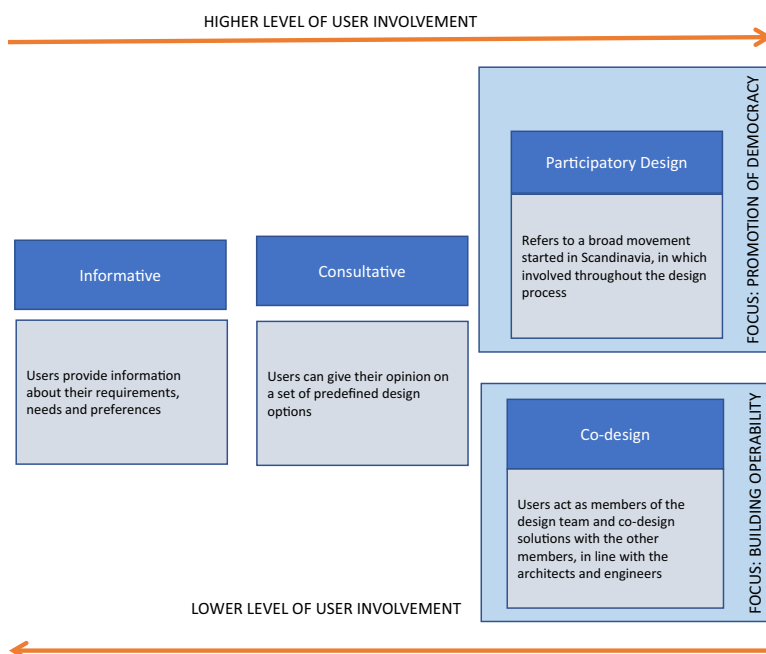 HIGHER LEVEL OF USER INVOLVEMENT
Informative
Users provide information
about their requirements,
needs and preferences
Consultative
Users can give their opinion on
a set of predefined design
options
Participatory Design
Refers to a broad movement
started in Scandinavia, in which
involved throughout the design
process
FOCUS: PROMOTION OF DEMOCRACY
Co-design
Users act as members of the
design team and co-design
solutions with the other
members, in line with the
architects and engineers
FOCUS: BUILDING OPERABILITY
LOWER LEVEL OF USER INVOLVEMENT